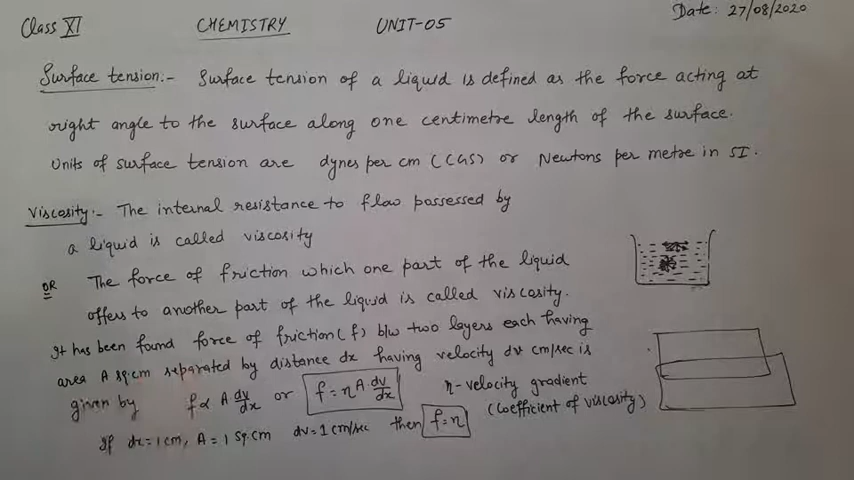 Class XI CHEMISTRY UNIT-05 Date: 27/08/2020
Surface tension:- Surface tension of a liquid is defined as the force acting at
right angle to the surface along one centimetre length of the surface.
Units of surface tension are dynes per cm (CGS) or Newtons per metre in SI.
Viscosity:- The internal resistance to flow possessed by
a liquid is called viscosity
OR The force of friction which one part of the liquid
offers to another part of the liquid is called viscosity.
It has been found force of friction (f) b/w two layers each having
area A sq.cm separated by distance dx having velocity dv cm/sec is
given by f ∝ A dv/dx or f = η A dv/dx η-velocity gradient
(Coefficient of viscosity)
If dx = 1 cm, A = 1 sq.cm dv = 1 cm/sec then f = η